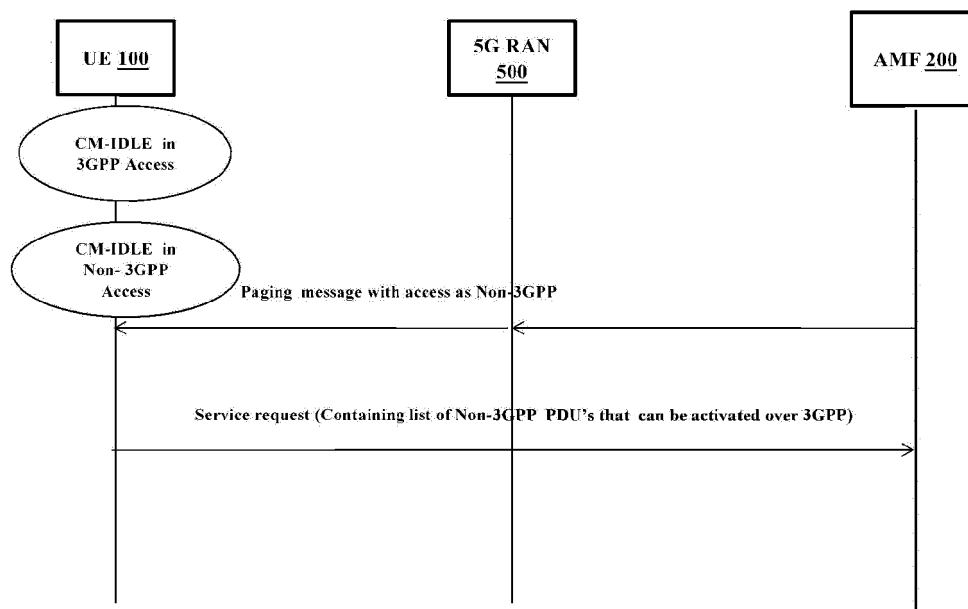 UE 100
5G RAN
500
AMF 200
CM-IDLE in
3GPP Access
CM-IDLE in
Non- 3GPP
Access
Paging message with access as Non-3GPP
Service request (Containing list of Non-3GPP PDU's that can be activated over 3GPP)